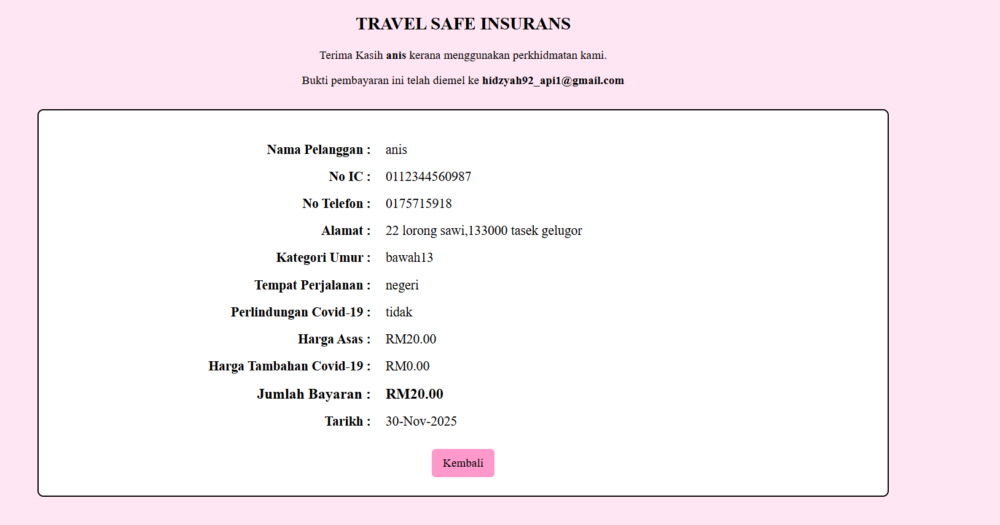 TRAVEL SAFE INSURANS
Terima Kasih anis kerana menggunakan perkhidmatan kami.
Bukti pembayaran ini telah diemel ke hidzyah92_api1@gmail.com
Nama Pelanggan : anis
No IC : 0112344560987
No Telefon : 0175715918
Alamat : 22 lorong sawi,133000 tasek gelugor
Kategori Umur : bawah13
Tempat Perjalanan : negeri
Perlindungan Covid-19 : tidak
Harga Asas : RM20.00
Harga Tambahan Covid-19 : RM0.00
Jumlah Bayaran : RM20.00
Tarikh : 30-Nov-2025
Kembali